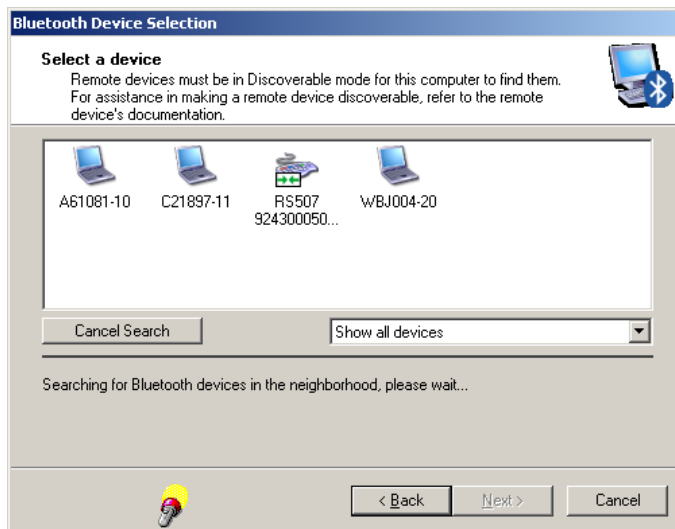 Bluetooth Device Selection
Select a device
Remote devices must be in Discoverable mode for this computer to find them.
For assistance in making a remote device discoverable, refer to the remote
device's documentation.
A61081-10 C21897-11 RS507 WBJ004-20
924300050...
Cancel Search Show all devices
Searching for Bluetooth devices in the neighborhood, please wait...
< Back Next > Cancel